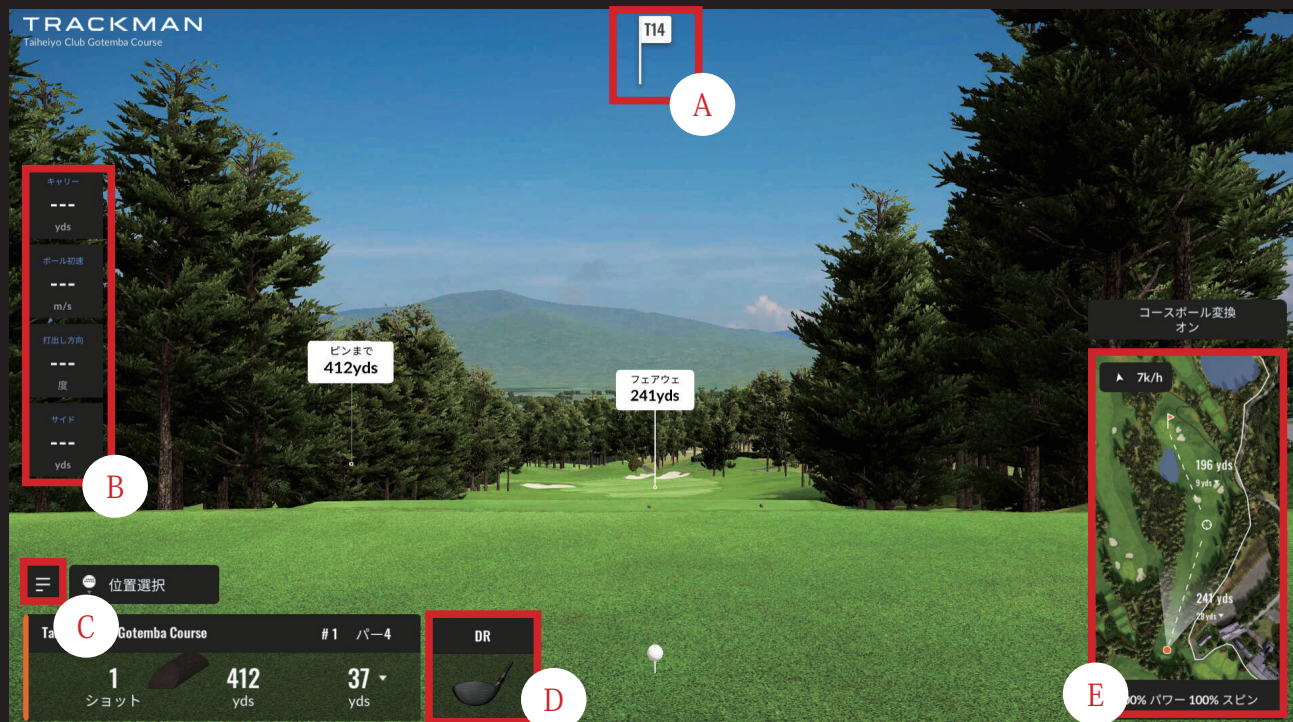 TRACKMAN
Taiheiyo Club Gotemba Course
T14
A
キャリー
---
yds
ボール初速
---
m/s
打出し方向
---
度
サイド
---
yds
B
ピンまで
412yds
フェアウェ
241yds
コースボール変換
オン
7k/h
196 yds
9 yds
241 yds
28 yds
E
00% パワー 100% スピン
位置選択
C
Gotemba Course
#1 パー4
1
ショット
412
yds
37
yds
DR
D